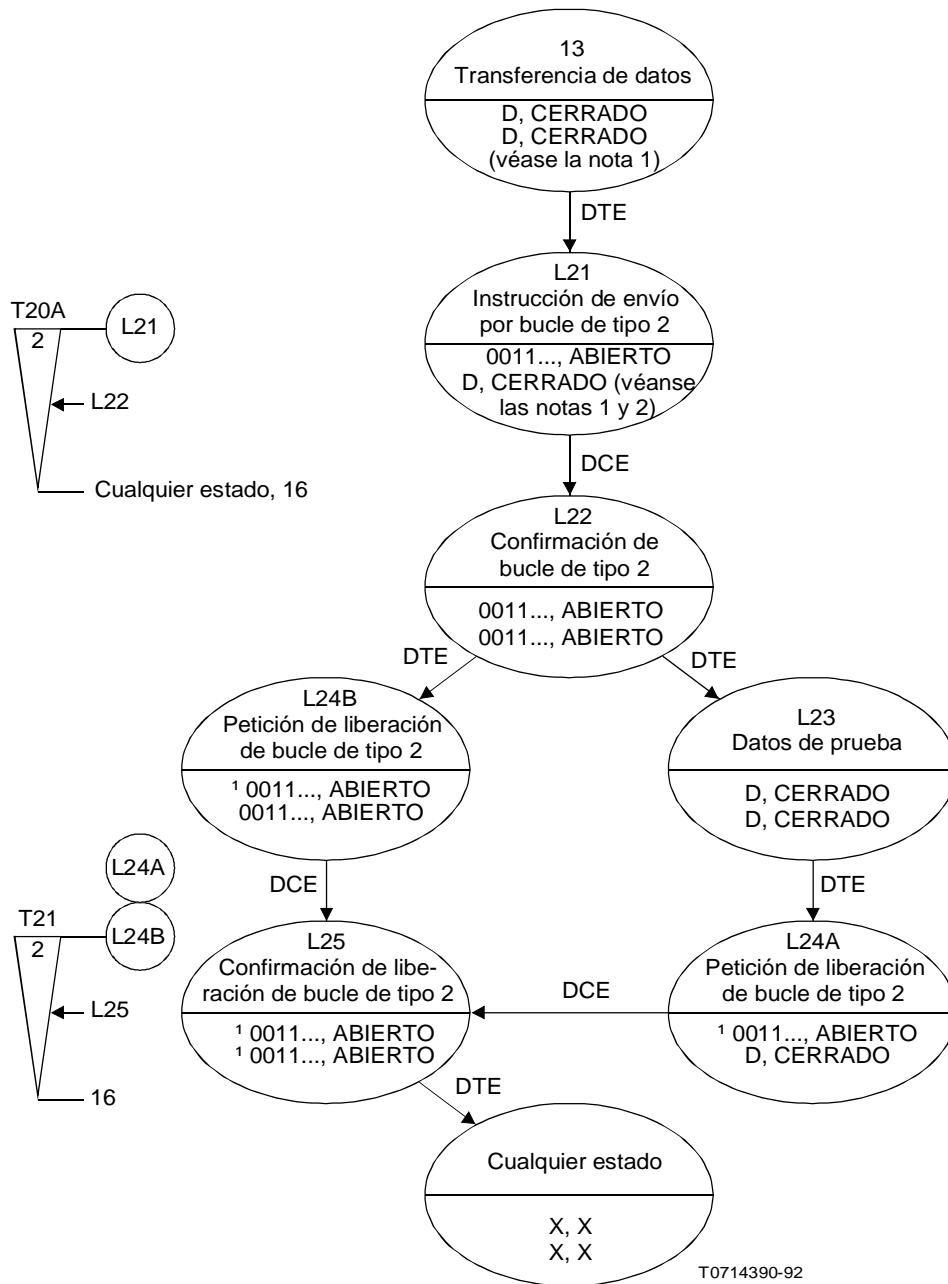 13
Transferencia de datos
D, CERRADO
D, CERRADO
(véase la nota 1)
DTE
L21
Instrucción de envío
por bucle de tipo 2
0011..., ABIERTO
D, CERRADO (véanse
las notas 1 y 2)
T20A
2
L21
L22
Cualquier estado, 16
DCE
L22
Confirmación de
bucle de tipo 2
0011..., ABIERTO
0011..., ABIERTO
DTE
DTE
L24B
Petición de liberación
de bucle de tipo 2
¹ 0011..., ABIERTO
0011..., ABIERTO
L23
Datos de prueba
D, CERRADO
D, CERRADO
DCE
DTE
L24A
T21
2
L24B
L25
16
L25
Confirmación de libe-
ración de bucle de tipo 2
¹ 0011..., ABIERTO
¹ 0011..., ABIERTO
DCE
L24A
Petición de liberación
de bucle de tipo 2
¹ 0011..., ABIERTO
D, CERRADO
DTE
Cualquier estado
X, X
X, X
T0714390-92